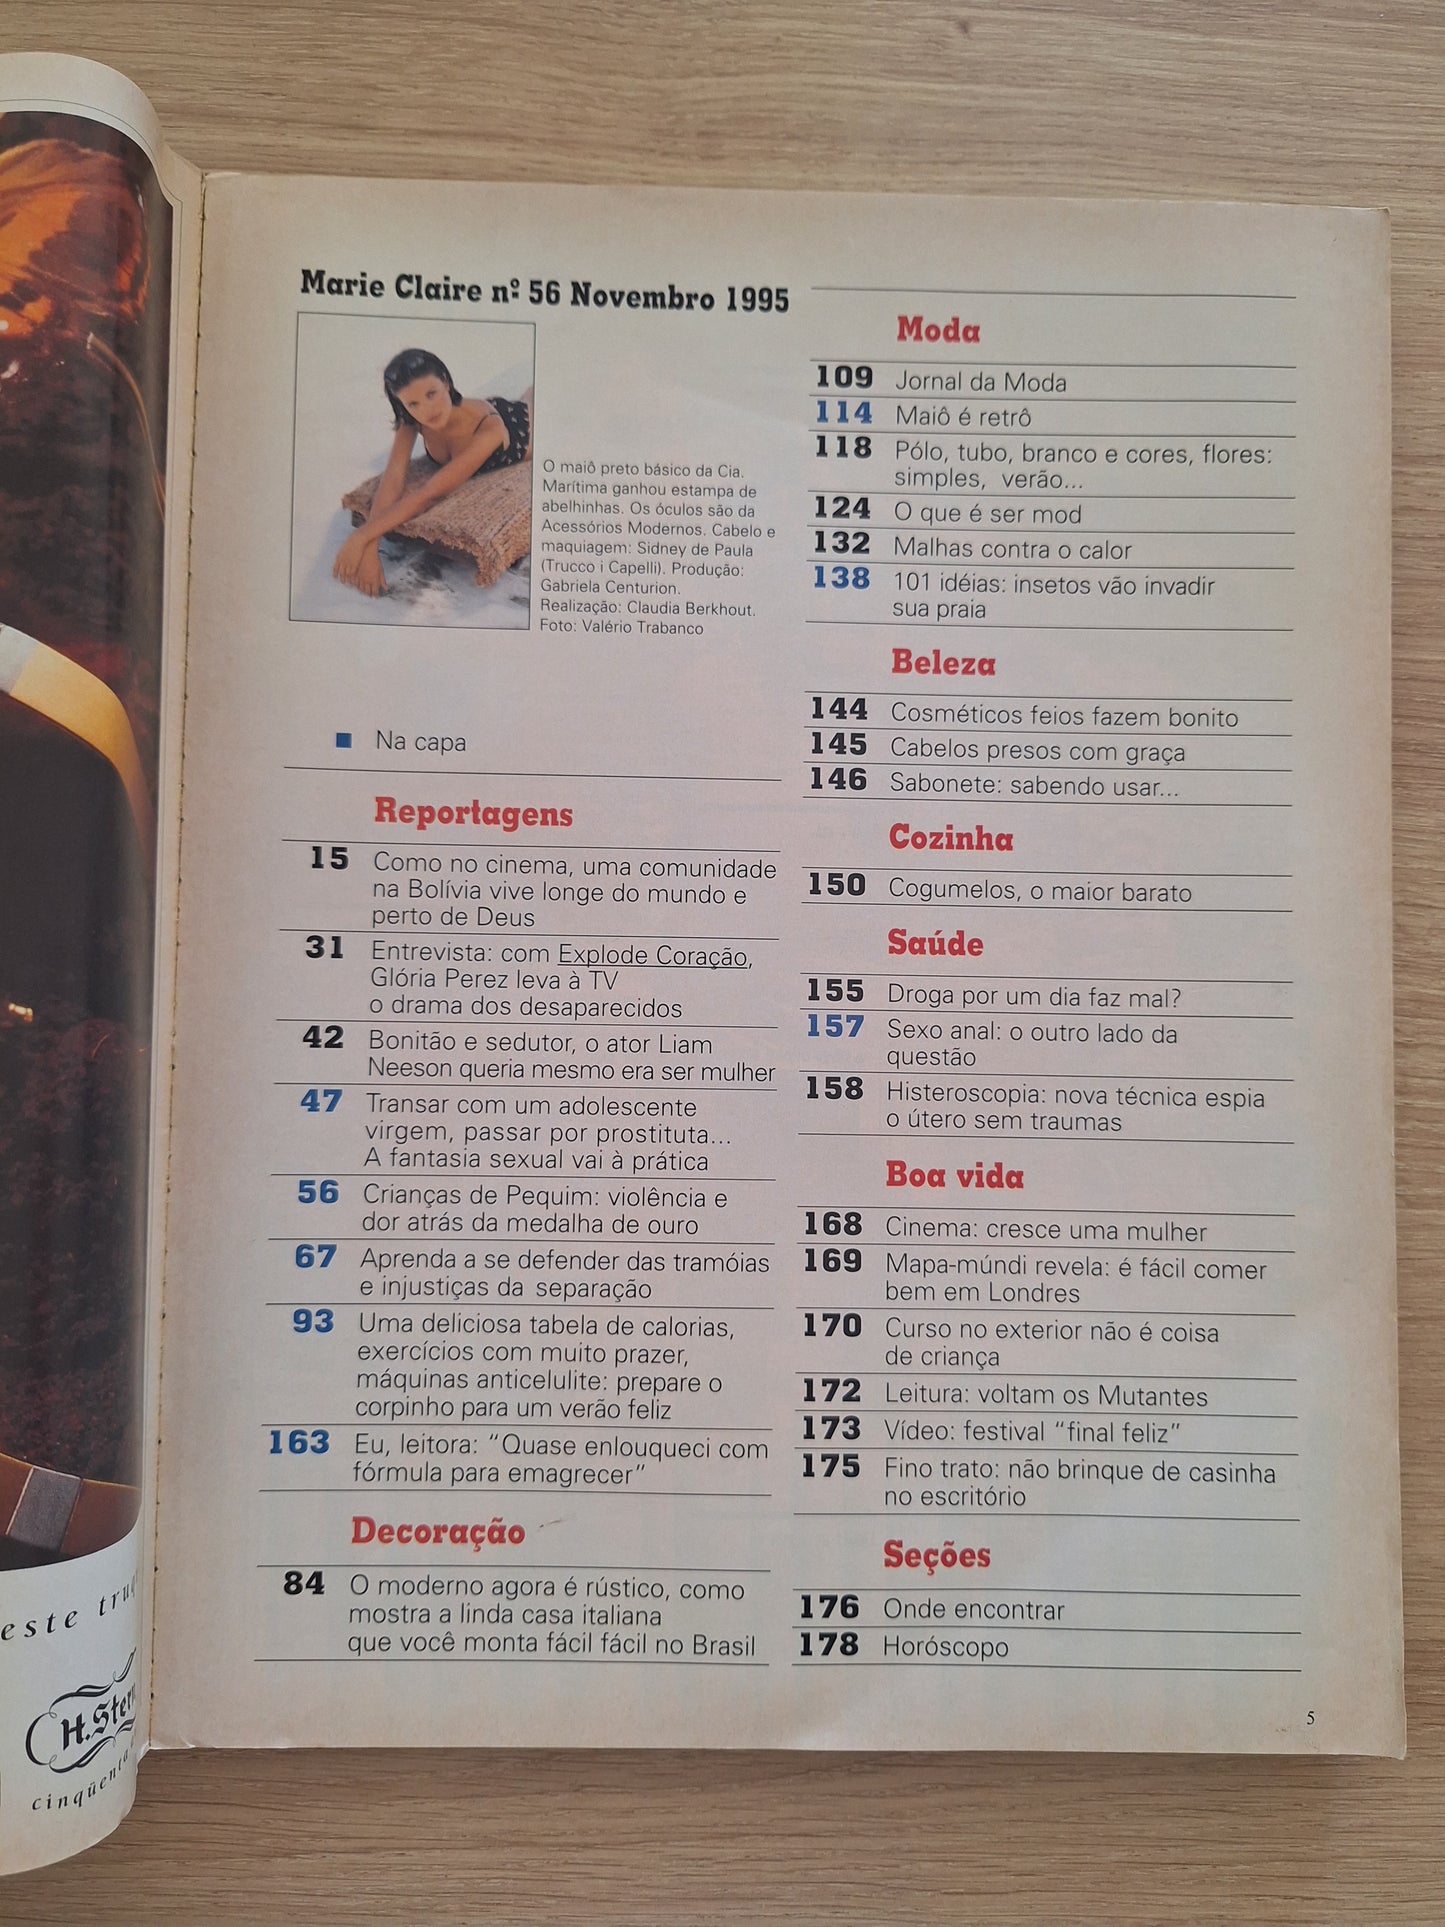 Marie Claire nº 56 Novembro 1995
O maiô preto básico da Cia.
Marítima ganhou estampa de
abelhinhas. Os óculos são da
Acessórios Modernos. Cabelo e
maquiagem: Sidney de Paula
(Trucco i Capelli). Produção:
Gabriela Centurion.
Realização: Claudia Berkhout.
Foto: Valério Trabanco
Na capa
Reportagens
15 Como no cinema, uma comunidade
na Bolívia vive longe do mundo e
perto de Deus
31 Entrevista: com Explode Coração,
Glória Perez leva à TV
o drama dos desaparecidos
42 Bonitão e sedutor, o ator Liam
Neeson queria mesmo era ser mulher
47 Transar com um adolescente
virgem, passar por prostituta...
A fantasia sexual vai à prática
56 Crianças de Pequim: violência e
dor atrás da medalha de ouro
67 Aprenda a se defender das tramóias
e injustiças da separação
93 Uma deliciosa tabela de calorias,
exercícios com muito prazer,
máquinas anticelulite: prepare o
corpinho para um verão feliz
163 Eu, leitora: “Quase enlouqueci com
fórmula para emagrecer”
Decoração
84 O moderno agora é rústico, como
mostra a linda casa italiana
que você monta fácil fácil no Brasil
Moda
109 Jornal da Moda
114 Maiô é retrô
118 Pólo, tubo, branco e cores, flores:
simples, verão...
124 O que é ser mod
132 Malhas contra o calor
138 101 idéias: insetos vão invadir
sua praia
Beleza
144 Cosméticos feios fazem bonito
145 Cabelos presos com graça
146 Sabonete: sabendo usar...
Cozinha
150 Cogumelos, o maior barato
Saúde
155 Droga por um dia faz mal?
157 Sexo anal: o outro lado da
questão
158 Histeroscopia: nova técnica espia
o útero sem traumas
Boa vida
168 Cinema: cresce uma mulher
169 Mapa-múndi revela: é fácil comer
bem em Londres
170 Curso no exterior não é coisa
de criança
172 Leitura: voltam os Mutantes
173 Vídeo: festival “final feliz”
175 Fino trato: não brinque de casinha
no escritório
Seções
176 Onde encontrar
178 Horóscopo
5
este
H.Stern
cinqüenta